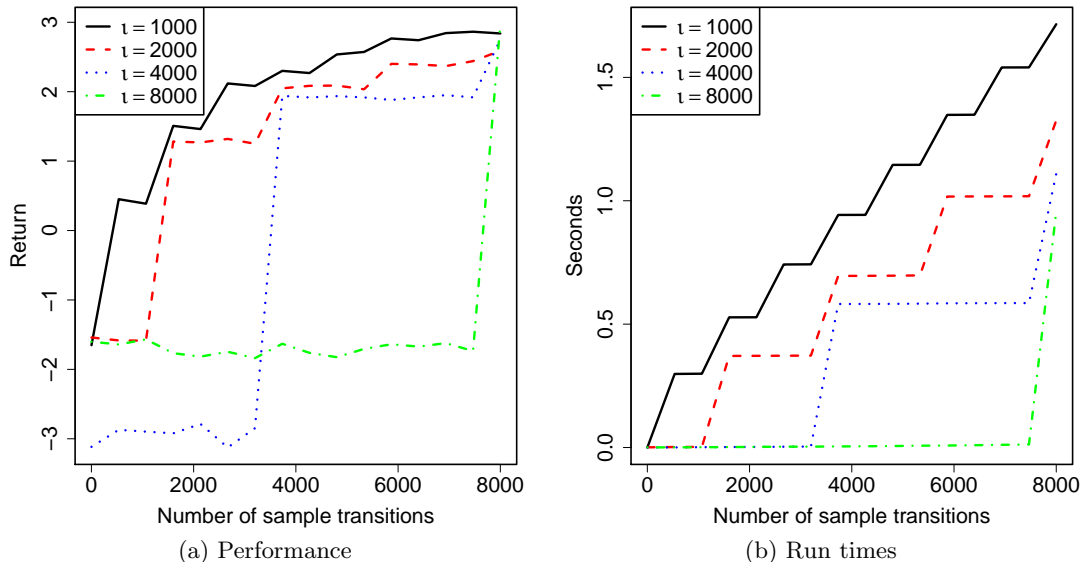 ι = 1000
ι = 2000
ι = 4000
ι = 8000
3
2
1
0
−1
−2
−3
Return
0
2000
4000
6000
8000
Number of sample transitions
(a) Performance
ι = 1000
ι = 2000
ι = 4000
ι = 8000
1.5
1.0
0.5
0.0
Seconds
0
2000
4000
6000
8000
Number of sample transitions
(b) Run times